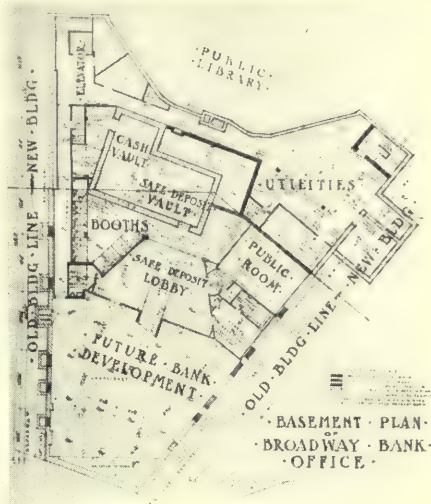 · PUBLIC ·
LIBRARY ·
ELEVATOR
CASH
VAULT
SAFE DEPOSIT
VAULT
· UTILITIES
BOOTHS
SAFE DEPOSIT
LOBBY
PUBLIC
ROOM
FUTURE · BANK ·
DEVELOPMENT ·
· OLD · BLDG · LINE — NEW · BLDG ·
OLD BLDG · LINE — NEW BLDG
· BASEMENT · PLAN ·
OF
· BROADWAY · BANK ·
· OFFICE ·